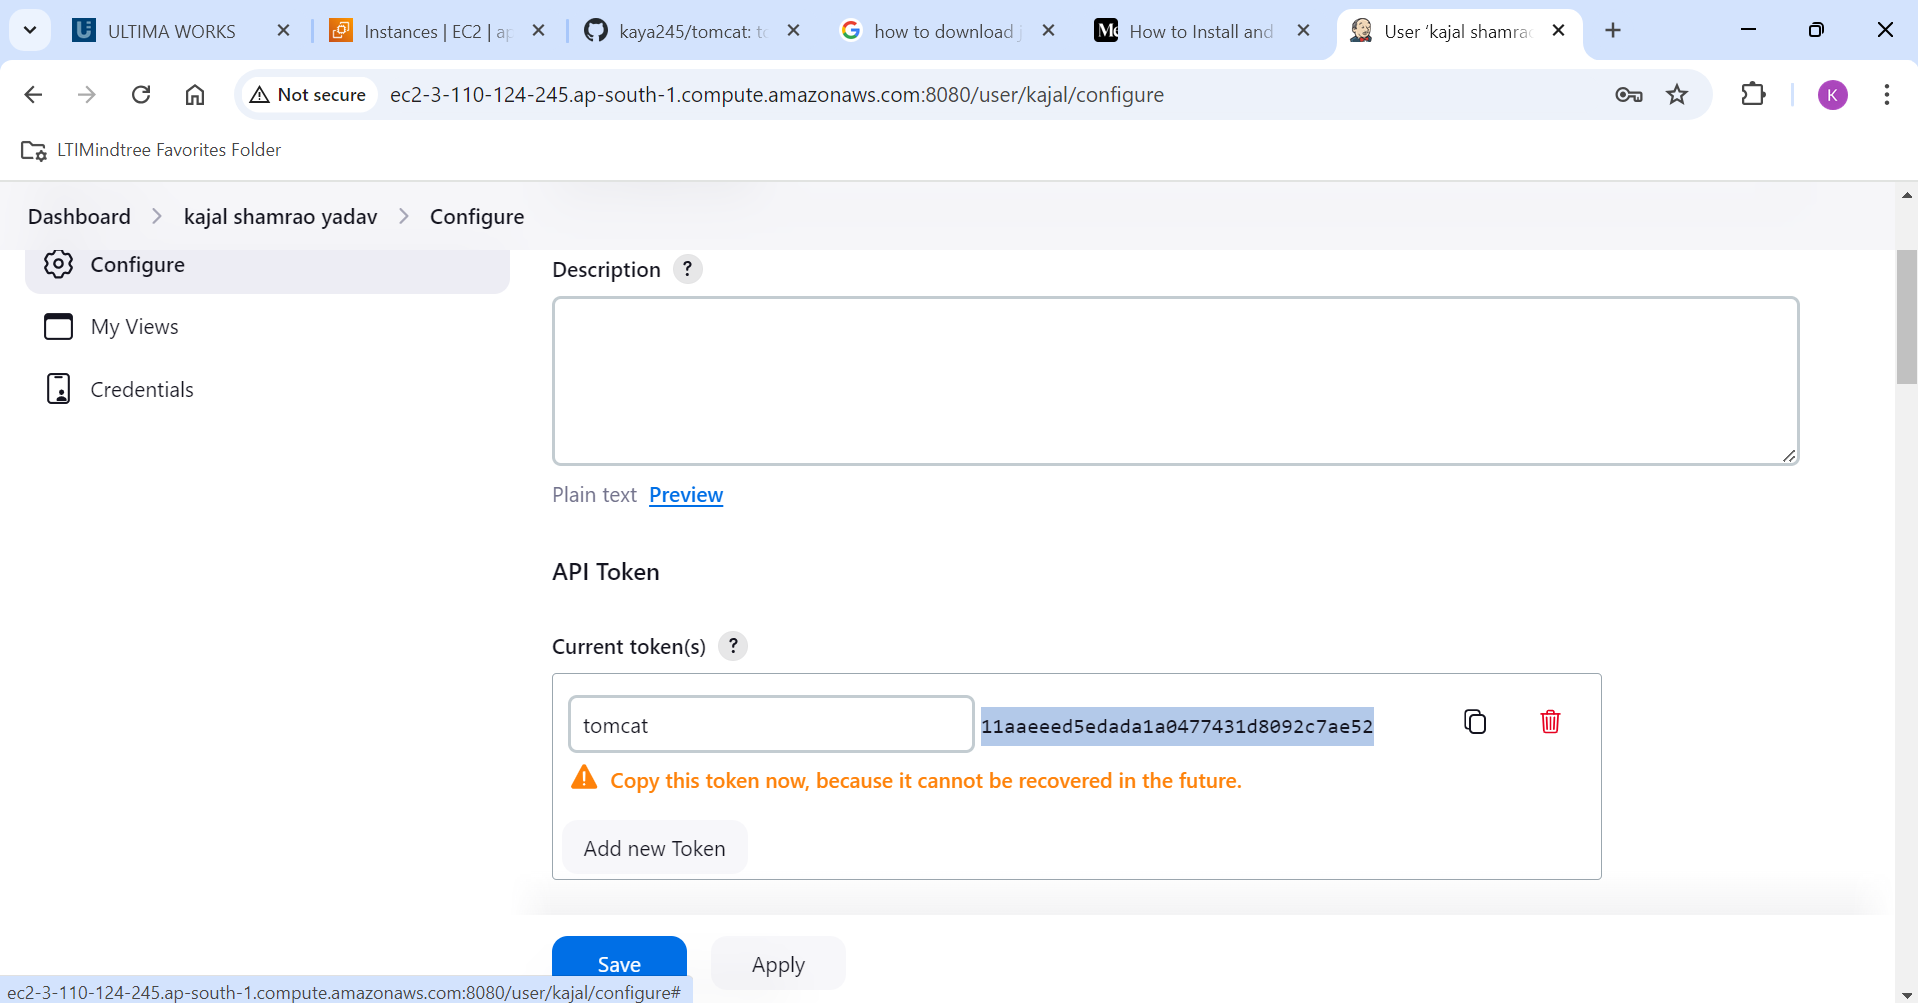 ULTIMA WORKS
Instances | EC2 | ap
kaya245/tomcat: to
how to download j
How to Install and
User ‘kajal shamrao
Not secure
ec2-3-110-124-245.ap-south-1.compute.amazonaws.com:8080/user/kajal/configure
K
LTIMindtree Favorites Folder
Dashboard > kajal shamrao yadav > Configure
Configure
My Views
Credentials
Description ?
Plain text Preview
API Token
Current token(s) ?
tomcat 11aaeeed5edada1a0477431d8092c7ae52
Copy this token now, because it cannot be recovered in the future.
Add new Token
Save Apply
ec2-3-110-124-245.ap-south-1.compute.amazonaws.com:8080/user/kajal/configure#